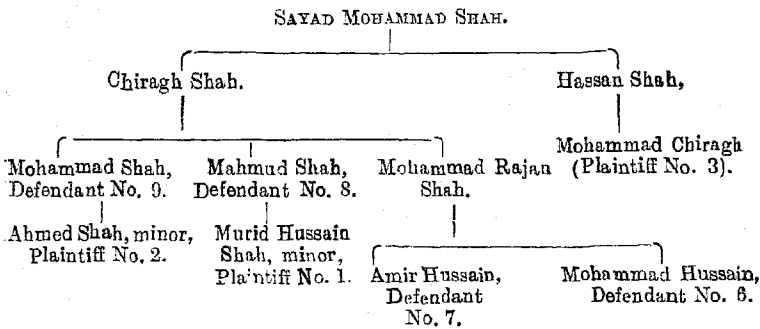 SAYAD MOHAMMAD SHAH.
Chiragh Shah.
Hassan Shah,
Mohammad Shah,
Defendant No. 9.
Mahmud Shah,
Defendant No. 8.
Mohammad Rajan
Shah.
Mohammad Chiragh
(Plaintiff No. 3).
Ahmed Shah, minor,
Plaintiff No. 2.
Murid Hussain
Shah, minor,
Plaintiff No. 1.
Amir Hussain,
Defendant
No. 7.
Mohammad Hussain,
Defendant No. 6.